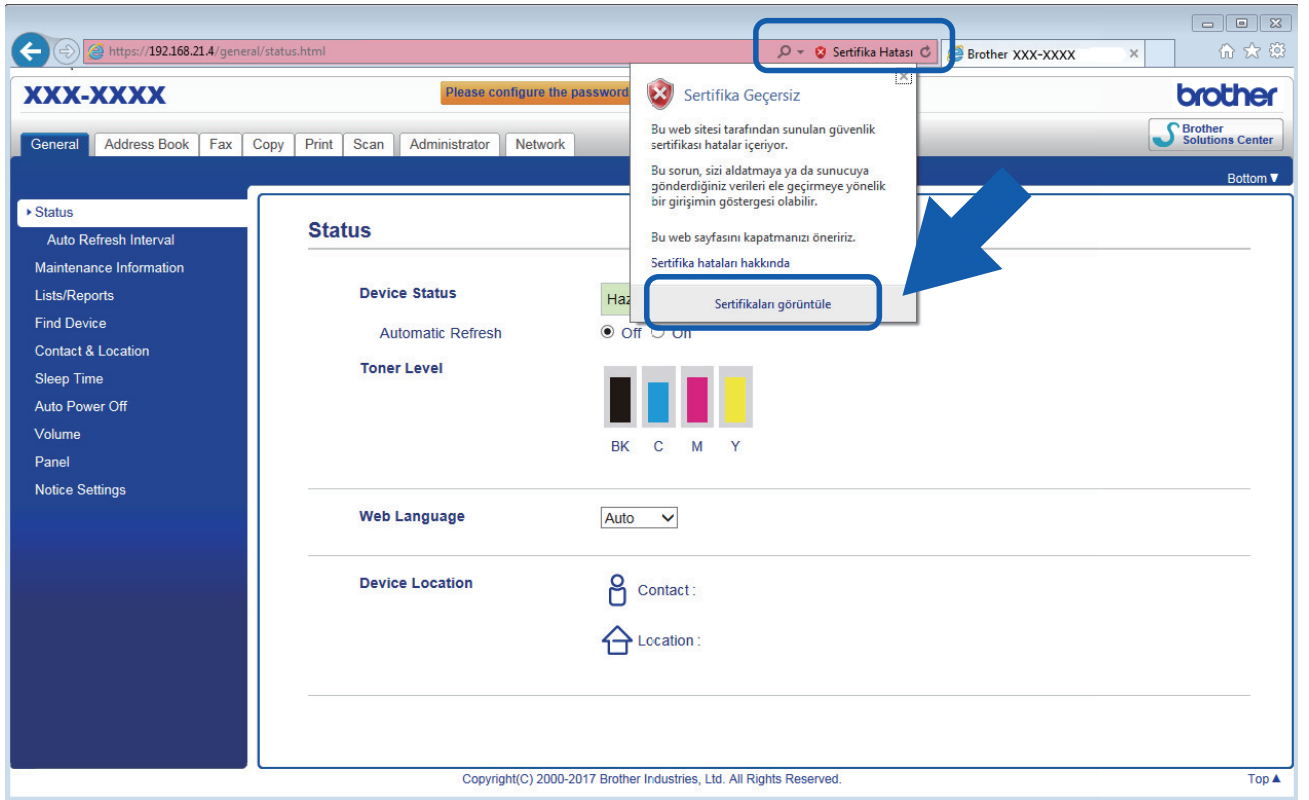 https://192.168.21.4/general/status.html
Sertifika Hatası
Brother XXX-XXXX
XXX-XXXX
Please configure the password
brother
Brother
Solutions Center
General
Address Book
Fax
Copy
Print
Scan
Administrator
Network
Bottom▼
Sertifika Geçersiz
Bu web sitesi tarafından sunulan güvenlik
sertifikası hatalar içeriyor.
Bu sorun, sizi aldatmaya ya da sunucuya
gönderdiğiniz verileri ele geçirmeye yönelik
bir girişimin göstergesi olabilir.
Bu web sayfasını kapatmanızı öneririz.
Sertifika hataları hakkında
Sertifikaları görüntüle
Status
Auto Refresh Interval
Maintenance Information
Lists/Reports
Find Device
Contact & Location
Sleep Time
Auto Power Off
Volume
Panel
Notice Settings
Status
Device Status
Automatic Refresh
Off
On
Toner Level
BK C M Y
Web Language
Auto
Device Location
Contact :
Location :
Copyright(C) 2000-2017 Brother Industries, Ltd. All Rights Reserved.
Top▲